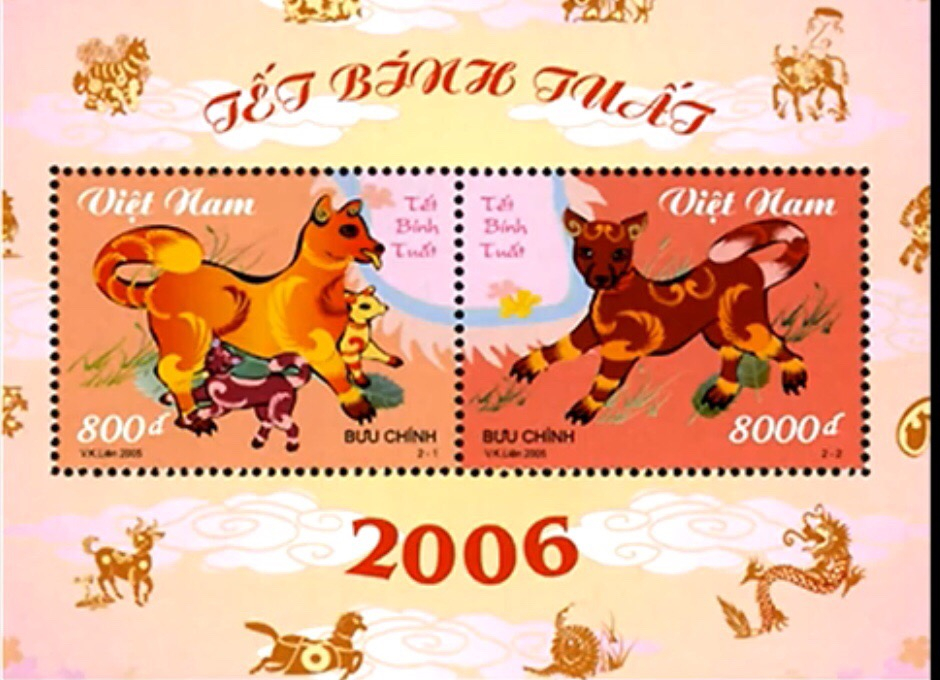 TẾT BÍNH TUẤT
Việt Nam
Tết
Bính
Tuất
800đ
BƯU CHÍNH
V.K.Liên 2005
2 - 1
Tết
Bính
Tuất
Việt Nam
BƯU CHÍNH
8000đ
V.K.Liên 2005
2 - 2
2006